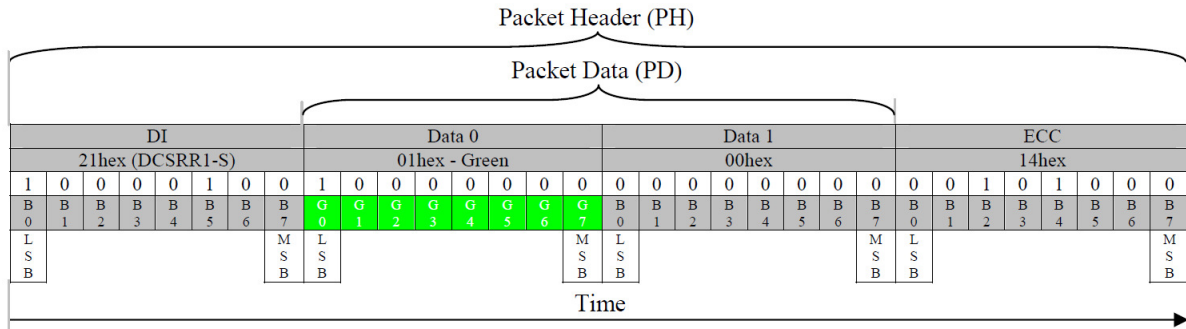 Packet Header (PH)
Packet Data (PD)
DI Data 0 Data 1 ECC
21hex (DCSRR1-S) 01hex - Green 00hex 14hex
1 0 0 0 0 1 0 0 1 0 0 0 0 0 0 0 0 0 0 0 0 0 0 0 0 0 1 0 1 0 0 0
B B B B B B B B G G G G G G G G B B B B B B B B B B B B B B B B
0 1 2 3 4 5 6 7 0 1 2 3 4 5 6 7 0 1 2 3 4 5 6 7 0 1 2 3 4 5 6 7
L M L M L M L M
S S S S S S S S
B B B B B B B B
Time